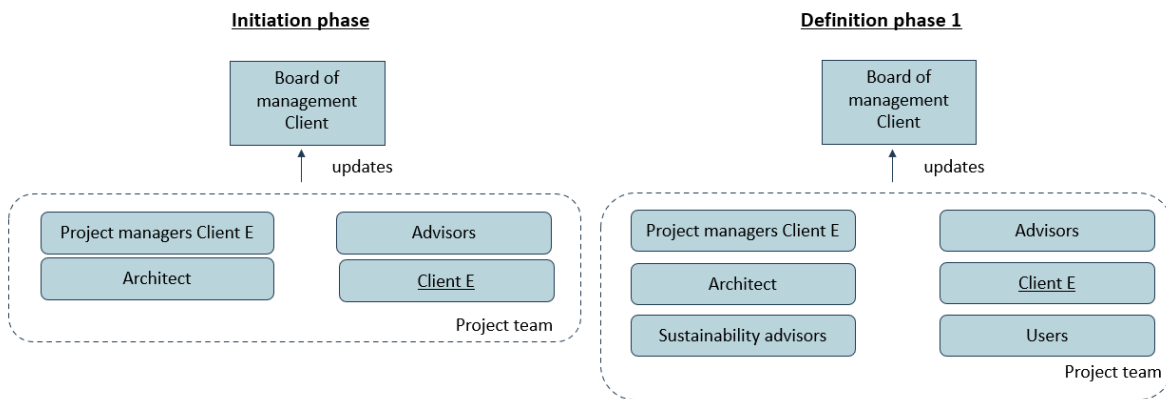 Initiation phase
Board of
management
Client
updates
Project managers Client E
Advisors
Architect
Client E
Project team
Definition phase 1
Board of
management
Client
updates
Project managers Client E
Advisors
Architect
Client E
Sustainability advisors
Users
Project team